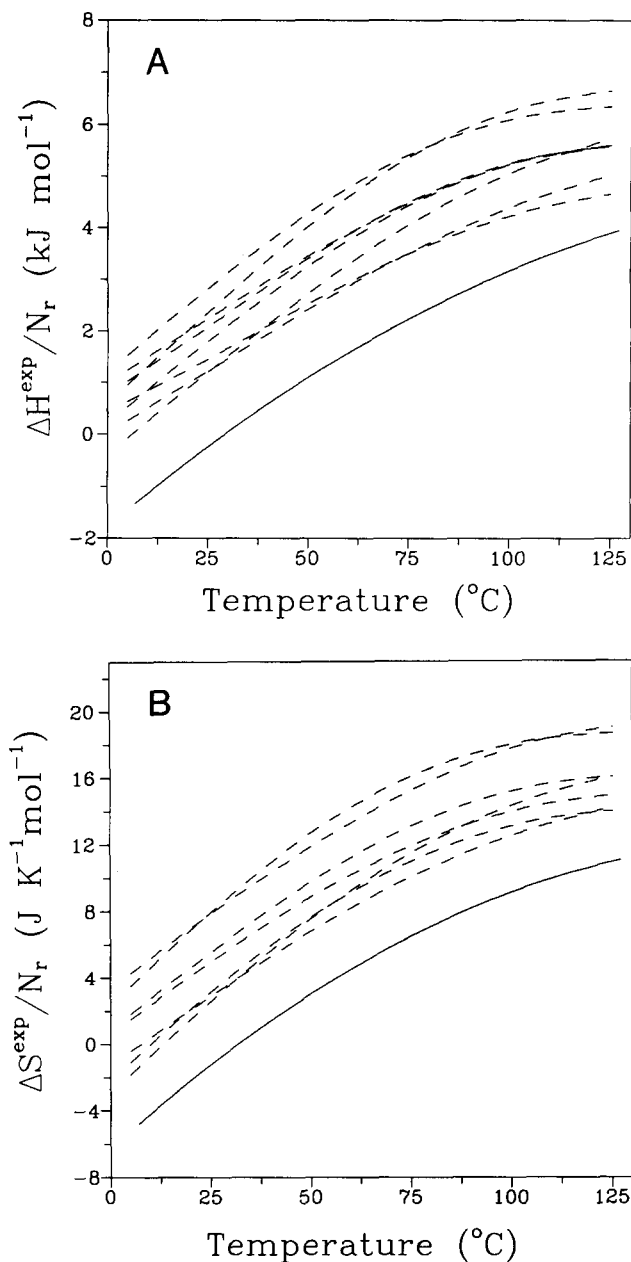 A
8
6
4
2
0
-2
ΔH^exp/N_r (kJ mol⁻¹)
0 25 50 75 100 125
Temperature (°C)
B
20
16
12
8
4
0
-4
-8
ΔS^exp/N_r (J K⁻¹mol⁻¹)
0 25 50 75 100 125
Temperature (°C)